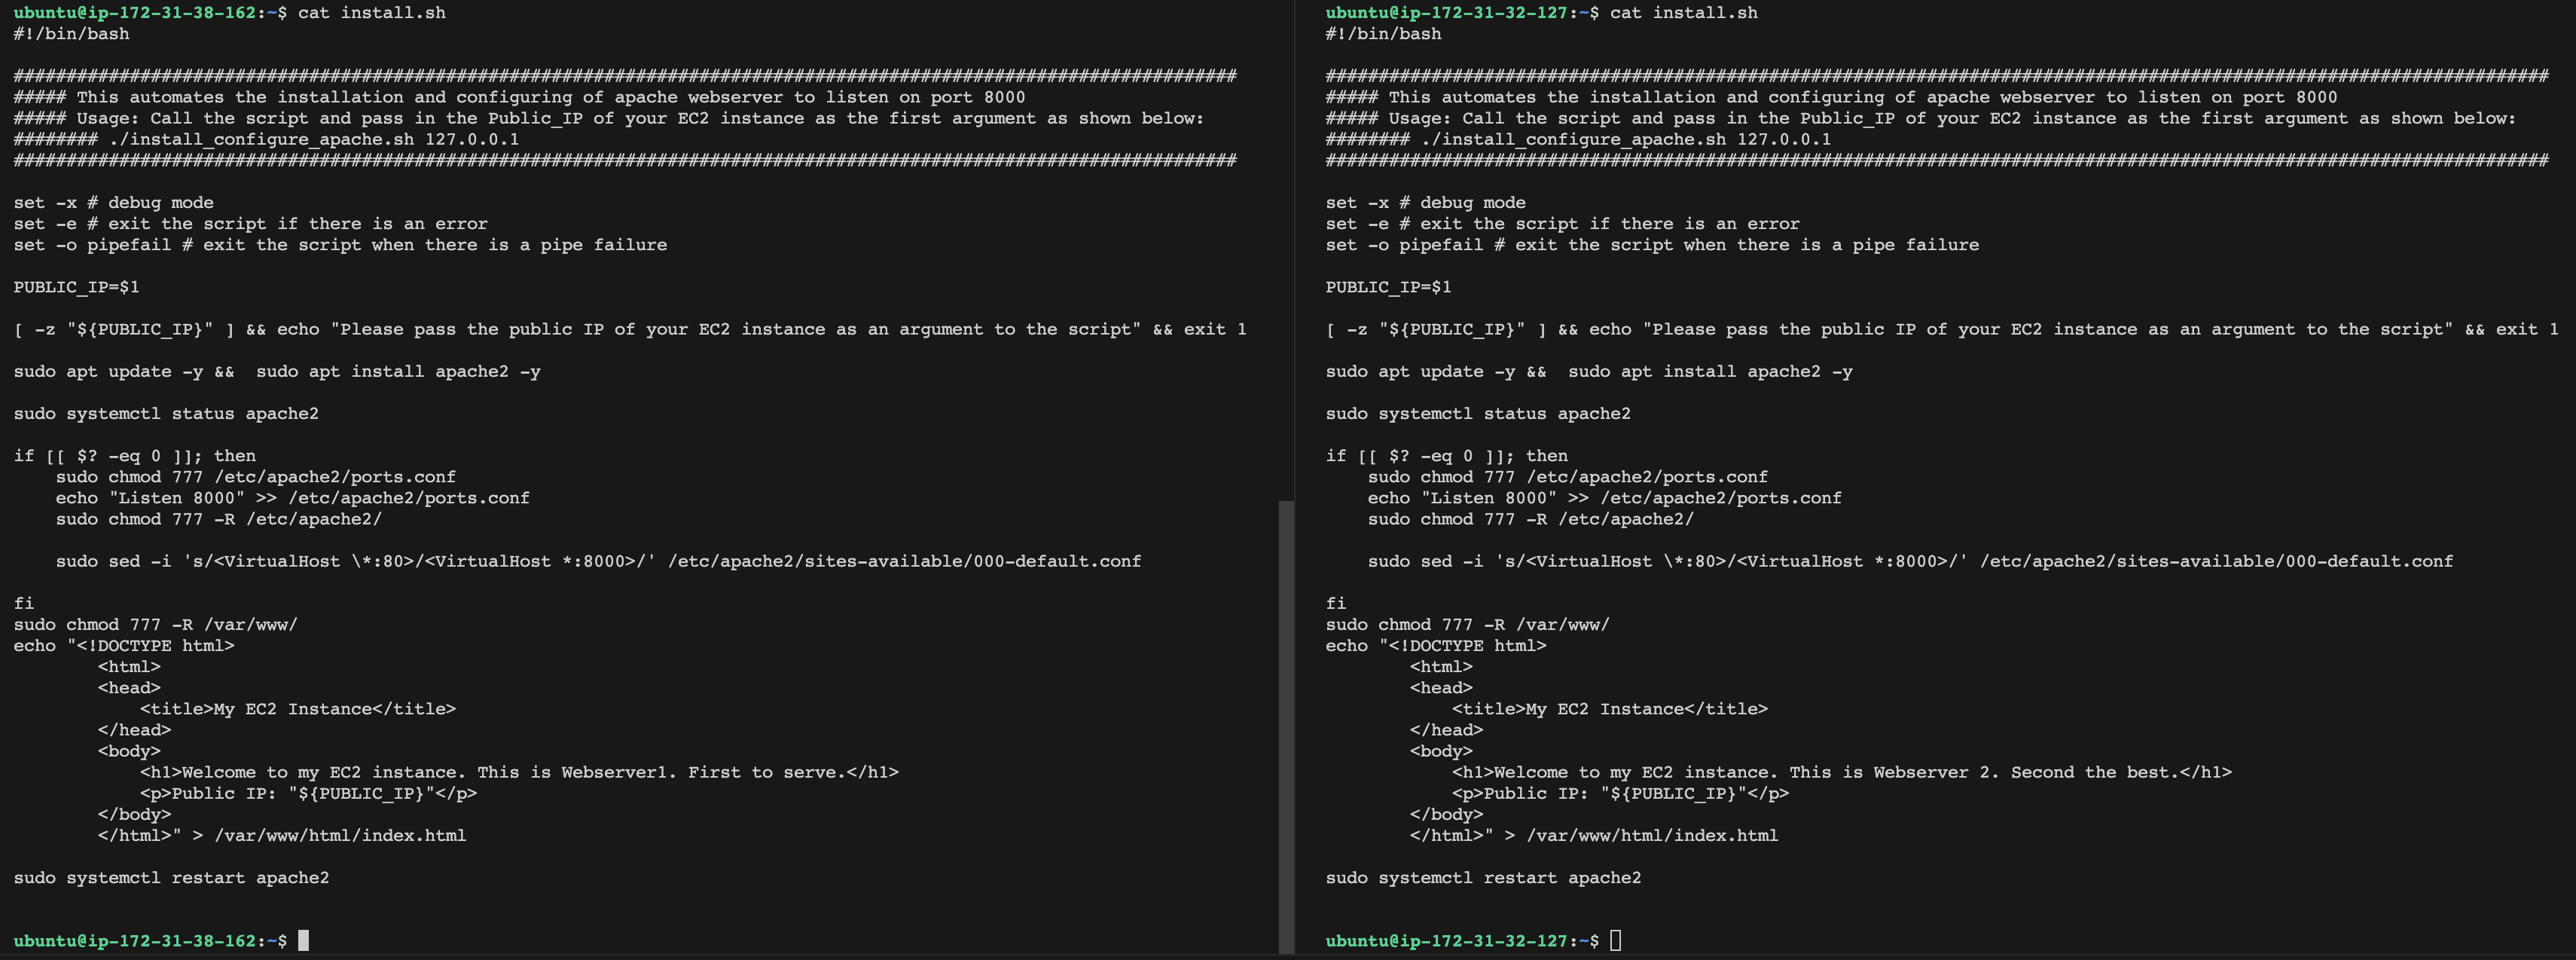 ubuntu@ip-172-31-38-162:~$ cat install.sh
#!/bin/bash
####################################################################################################################
##### This automates the installation and configuring of apache webserver to listen on port 8000
##### Usage: Call the script and pass in the Public_IP of your EC2 instance as the first argument as shown below:
######## ./install_configure_apache.sh 127.0.0.1
####################################################################################################################
set -x # debug mode
set -e # exit the script if there is an error
set -o pipefail # exit the script when there is a pipe failure
PUBLIC_IP=$1
[ -z "${PUBLIC_IP}" ] && echo "Please pass the public IP of your EC2 instance as an argument to the script" && exit 1
sudo apt update -y &&  sudo apt install apache2 -y
sudo systemctl status apache2
if [[ $? -eq 0 ]]; then
    sudo chmod 777 /etc/apache2/ports.conf
    echo "Listen 8000" >> /etc/apache2/ports.conf
    sudo chmod 777 -R /etc/apache2/
    sudo sed -i 's/<VirtualHost \*:80>/<VirtualHost *:8000>/' /etc/apache2/sites-available/000-default.conf
fi
sudo chmod 777 -R /var/www/
echo "<!DOCTYPE html>
        <html>
        <head>
            <title>My EC2 Instance</title>
        </head>
        <body>
            <h1>Welcome to my EC2 instance. This is Webserver1. First to serve.</h1>
            <p>Public IP: "${PUBLIC_IP}"</p>
        </body>
        </html>" > /var/www/html/index.html
sudo systemctl restart apache2
ubuntu@ip-172-31-38-162:~$
ubuntu@ip-172-31-32-127:~$ cat install.sh
#!/bin/bash
####################################################################################################################
##### This automates the installation and configuring of apache webserver to listen on port 8000
##### Usage: Call the script and pass in the Public_IP of your EC2 instance as the first argument as shown below:
######## ./install_configure_apache.sh 127.0.0.1
####################################################################################################################
set -x # debug mode
set -e # exit the script if there is an error
set -o pipefail # exit the script when there is a pipe failure
PUBLIC_IP=$1
[ -z "${PUBLIC_IP}" ] && echo "Please pass the public IP of your EC2 instance as an argument to the script" && exit 1
sudo apt update -y &&  sudo apt install apache2 -y
sudo systemctl status apache2
if [[ $? -eq 0 ]]; then
    sudo chmod 777 /etc/apache2/ports.conf
    echo "Listen 8000" >> /etc/apache2/ports.conf
    sudo chmod 777 -R /etc/apache2/
    sudo sed -i 's/<VirtualHost \*:80>/<VirtualHost *:8000>/' /etc/apache2/sites-available/000-default.conf
fi
sudo chmod 777 -R /var/www/
echo "<!DOCTYPE html>
        <html>
        <head>
            <title>My EC2 Instance</title>
        </head>
        <body>
            <h1>Welcome to my EC2 instance. This is Webserver 2. Second the best.</h1>
            <p>Public IP: "${PUBLIC_IP}"</p>
        </body>
        </html>" > /var/www/html/index.html
sudo systemctl restart apache2
ubuntu@ip-172-31-32-127:~$